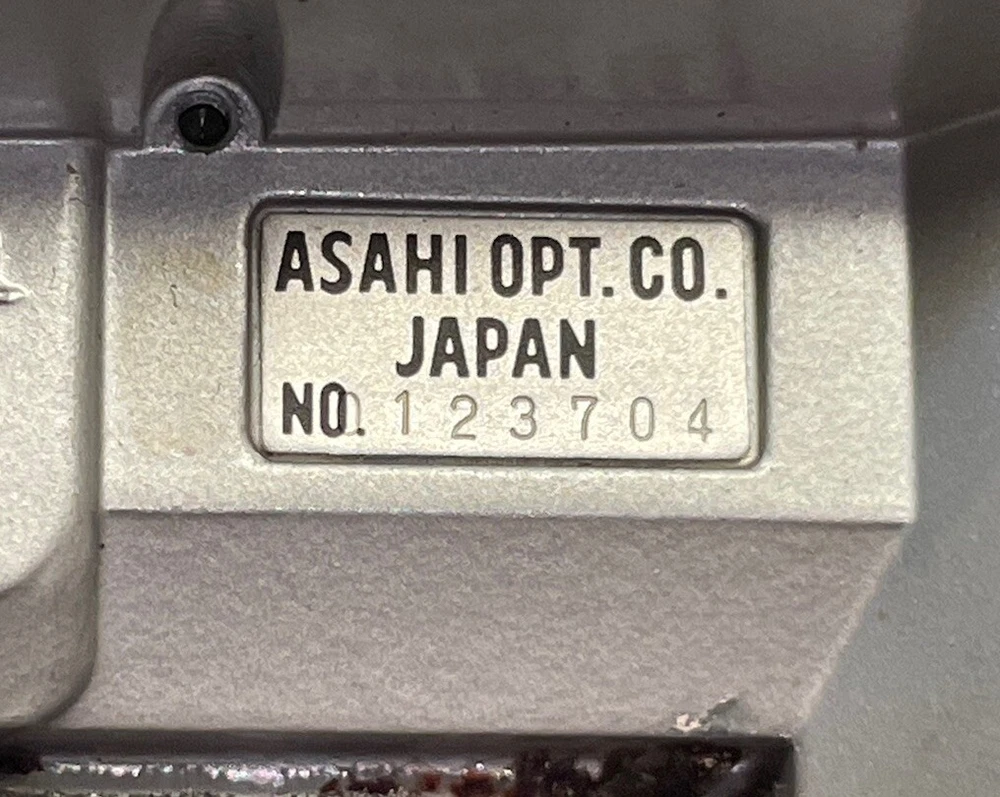 ASAHI OPT. CO.
JAPAN
NO. 123704